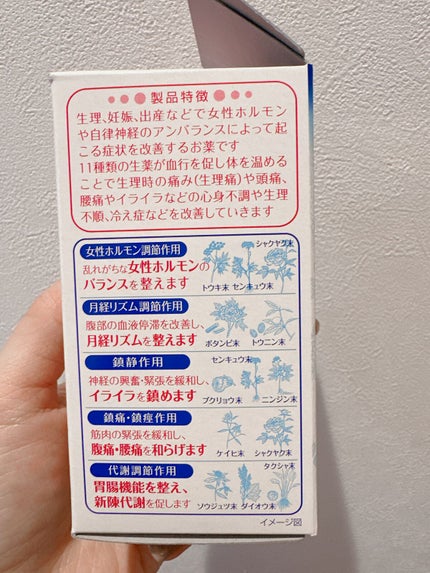 製品特徴
生理、妊娠、出産などで女性ホルモン
や自律神経のアンバランスによって起
こる症状を改善するお薬です
11種類の生薬が血行を促し体を温める
ことで生理時の痛み(生理痛)や頭痛、
腰痛やイライラなどの心身不調や生理
不順、冷え症などを改善していきます
女性ホルモン調節作用
シャクヤク末
乱れがちな女性ホルモンの
バランスを整えます
トウキ末 センキュウ末
月経リズム調節作用
腹部の血液停滞を改善し、
月経リズムを整えます
ボタンピ末 トウニン末
鎮静作用
センキュウ末
神経の興奮・緊張を緩和し、
イライラを鎮めます
ブクリョウ末 ニンジン末
鎮痛・鎮痙作用
筋肉の緊張を緩和し、
腹痛・腰痛を和らげます
ケイヒ末 シャクヤク末
代謝調節作用
タクシャ末
胃腸機能を整え、
新陳代謝を促します
ソウジュツ末 ダイオウ末
イメージ図